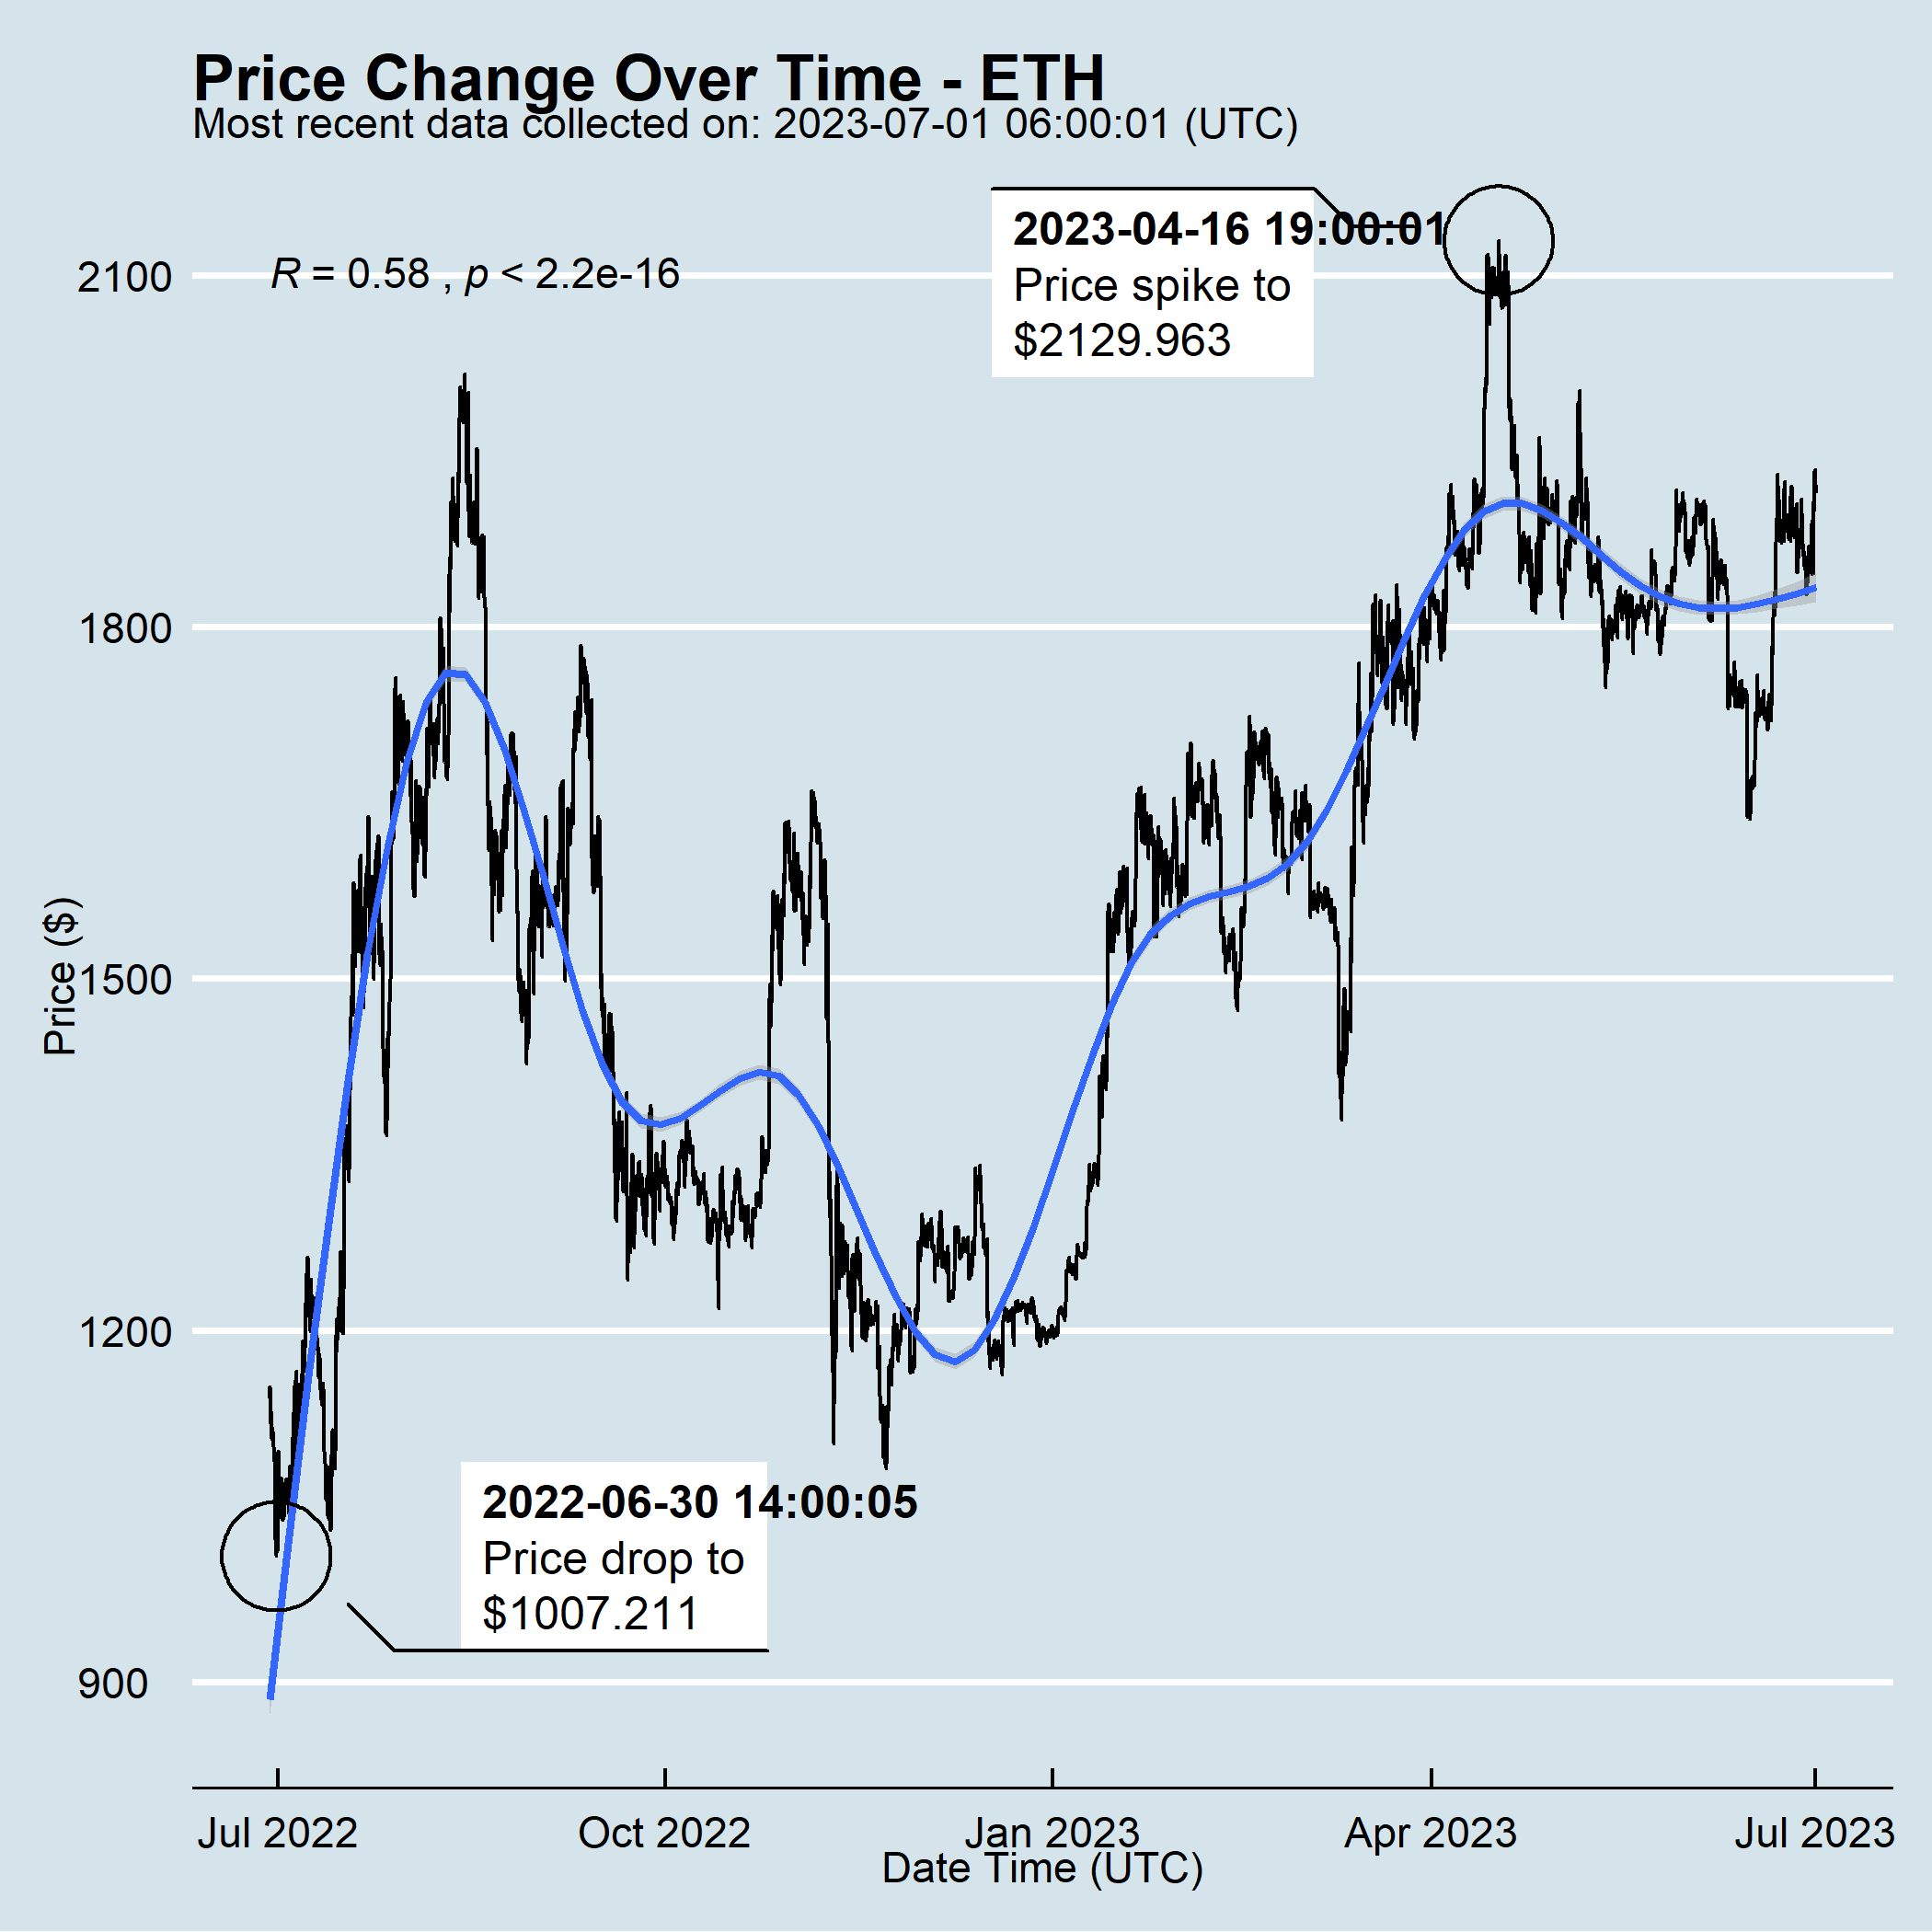 Price Change Over Time - ETH
Most recent data collected on: 2023-07-01 06:00:01 (UTC)
2023-04-16 19:00:01
Price spike to
$2129.963
R = 0.58 , p < 2.2e-16
2100
1800
1500
1200
900
Price ($)
2022-06-30 14:00:05
Price drop to
$1007.211
Jul 2022 Oct 2022 Jan 2023 Apr 2023 Jul 2023
Date Time (UTC)